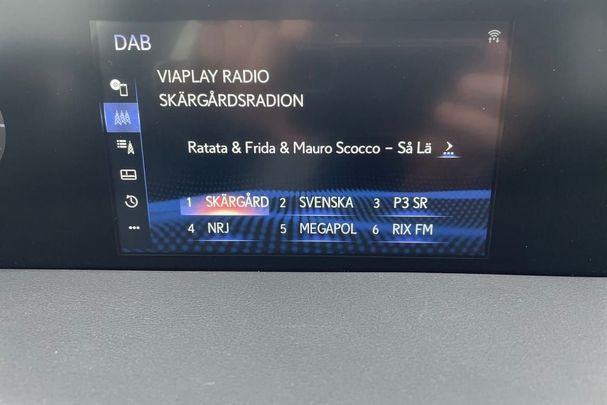 DAB
VIAPLAY RADIO
SKÄRGÅRDSRADION
Ratata & Frida & Mauro Scocco – Så Lä
1 SKÄRGÅRD 2 SVENSKA 3 P3 SR
4 NRJ 5 MEGAPOL 6 RIX FM